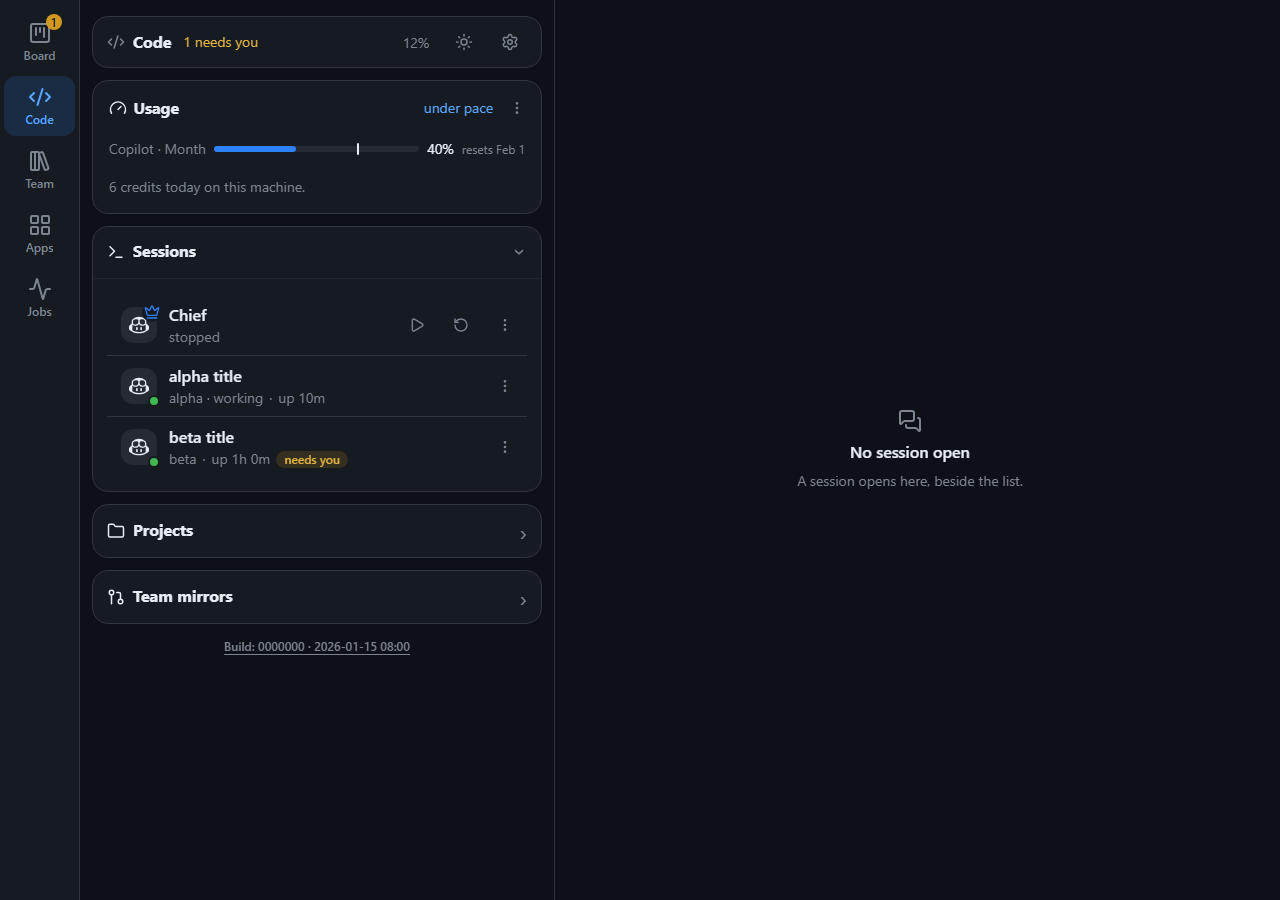 1
Board
Code
Team
Apps
Jobs
Code 1 needs you 12%
Usage under pace
Copilot · Month 40% resets Feb 1
6 credits today on this machine.
Sessions
Chief
stopped
alpha title
alpha · working · up 10m
beta title
beta · up 1h 0m needs you
Projects
Team mirrors
Build: 0000000 · 2026-01-15 08:00
No session open
A session opens here, beside the list.